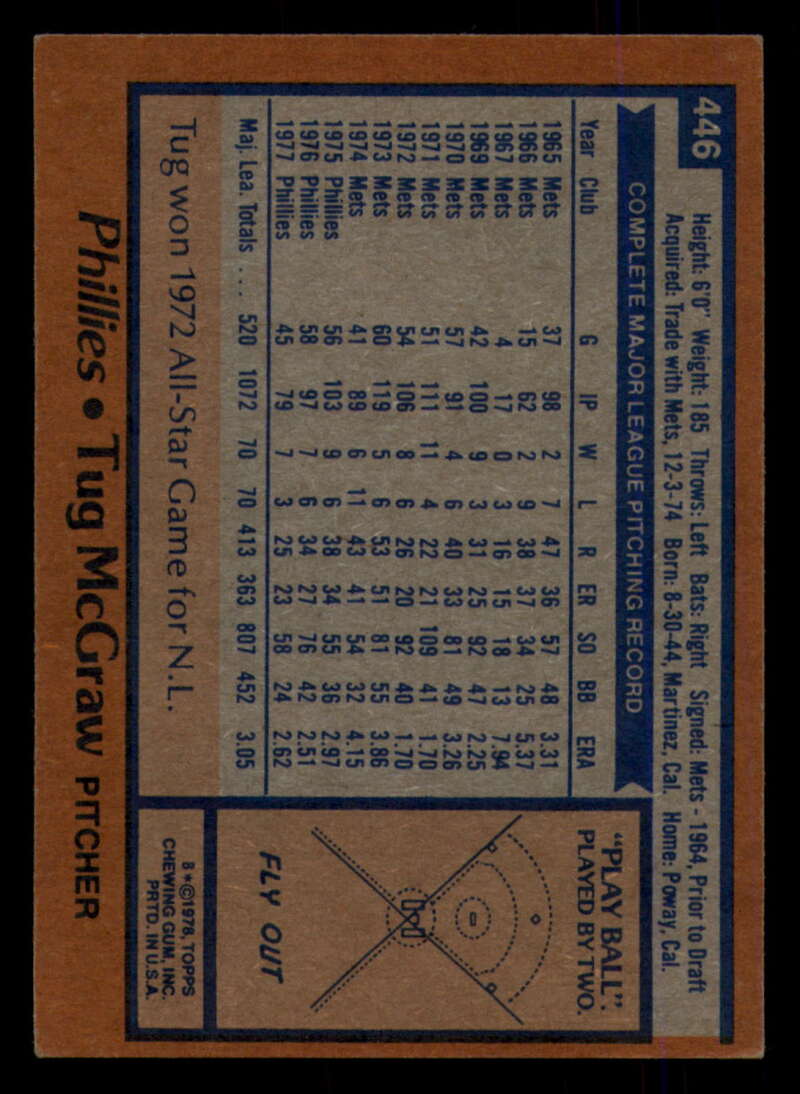 446
Height: 6'0" Weight: 185 Throws: Left Bats: Right Signed: Mets - 1964, Prior to Draft
Acquired: Trade with Mets, 12-3-74 Born: 8-30-44, Martinez, Cal. Home: Poway, Cal.
COMPLETE MAJOR LEAGUE PITCHING RECORD
Year Club G IP W L R ER SO BB ERA
1965 Mets 37 98 2 7 47 36 57 48 3.31
1966 Mets 15 62 2 9 38 37 34 25 5.37
1967 Mets 4 17 0 3 16 15 18 13 7.94
1969 Mets 42 100 9 3 31 25 92 47 2.25
1970 Mets 57 91 4 6 40 33 81 49 3.26
1971 Mets 51 111 11 4 22 21 109 41 1.70
1972 Mets 54 106 8 6 26 20 92 40 1.70
1973 Mets 60 119 5 6 53 51 81 55 3.86
1974 Mets 41 89 6 11 43 41 54 32 4.15
1975 Phillies 56 103 9 6 38 34 55 36 2.97
1976 Phillies 58 97 7 6 34 27 76 42 2.51
1977 Phillies 45 79 7 3 25 23 58 24 2.62
Maj. Lea. Totals ... 520 1072 70 70 413 363 807 452 3.05
Tug won 1972 All-Star Game for N.L.
"PLAY BALL".
PLAYED BY TWO.
FLY OUT
Phillies • Tug McGraw PITCHER
B*©1978, TOPPS
CHEWING GUM, INC.
PRTD. IN U.S.A.